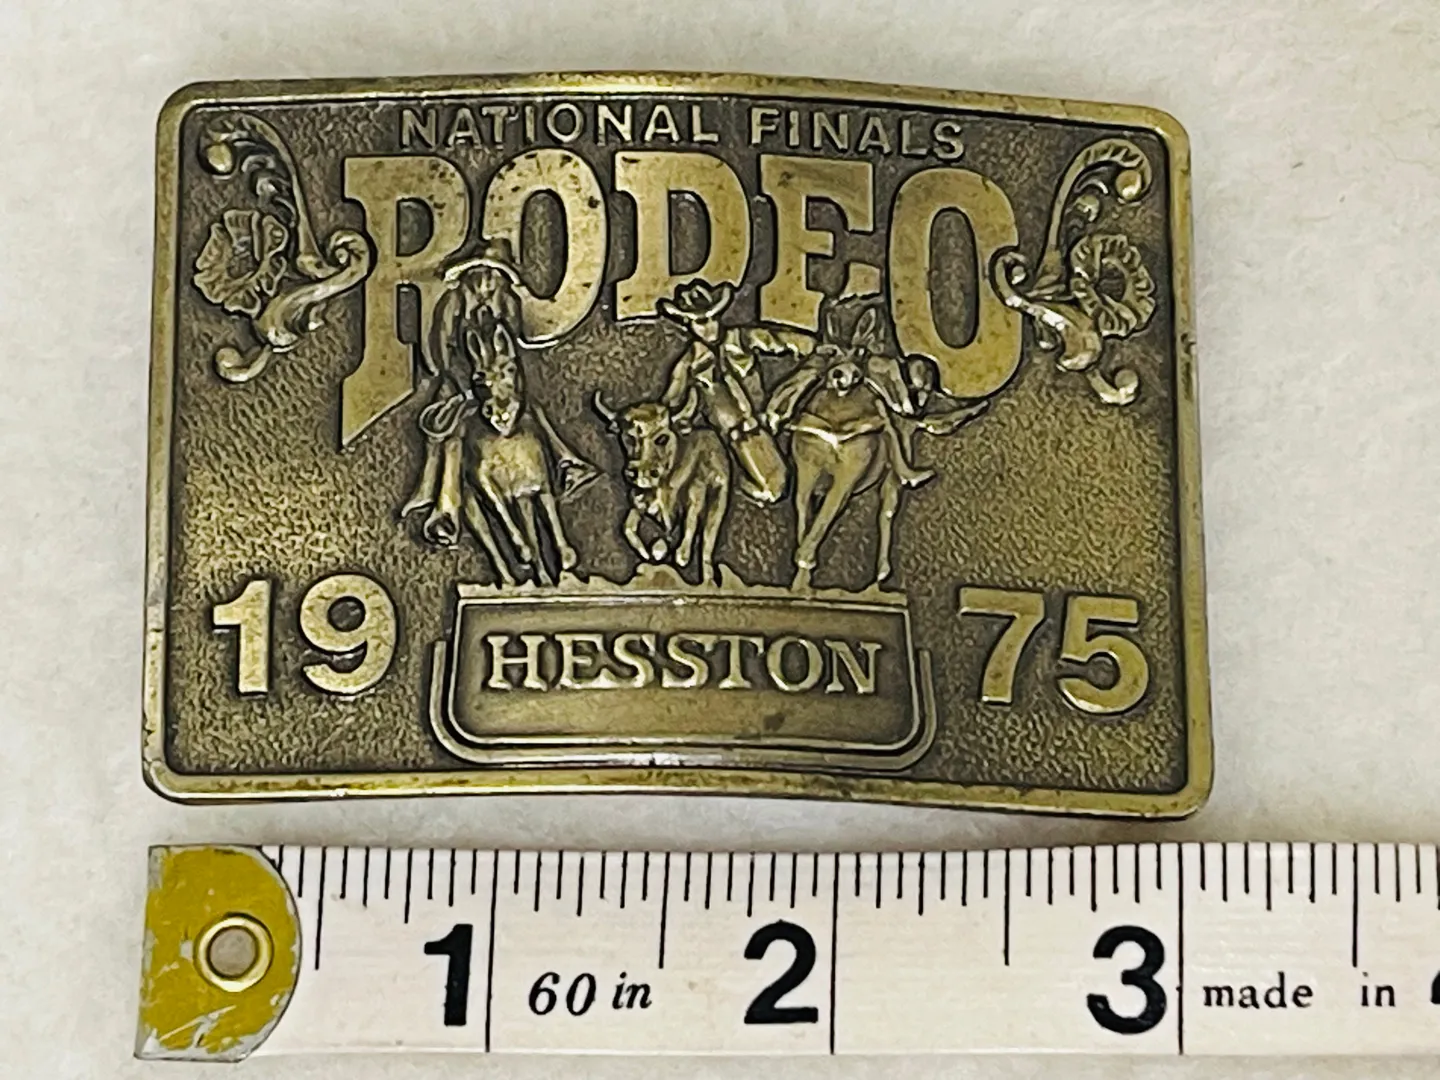 NATIONAL FINALS
RODEO
19 75
HESSTON
1 60 in 2 3 made in